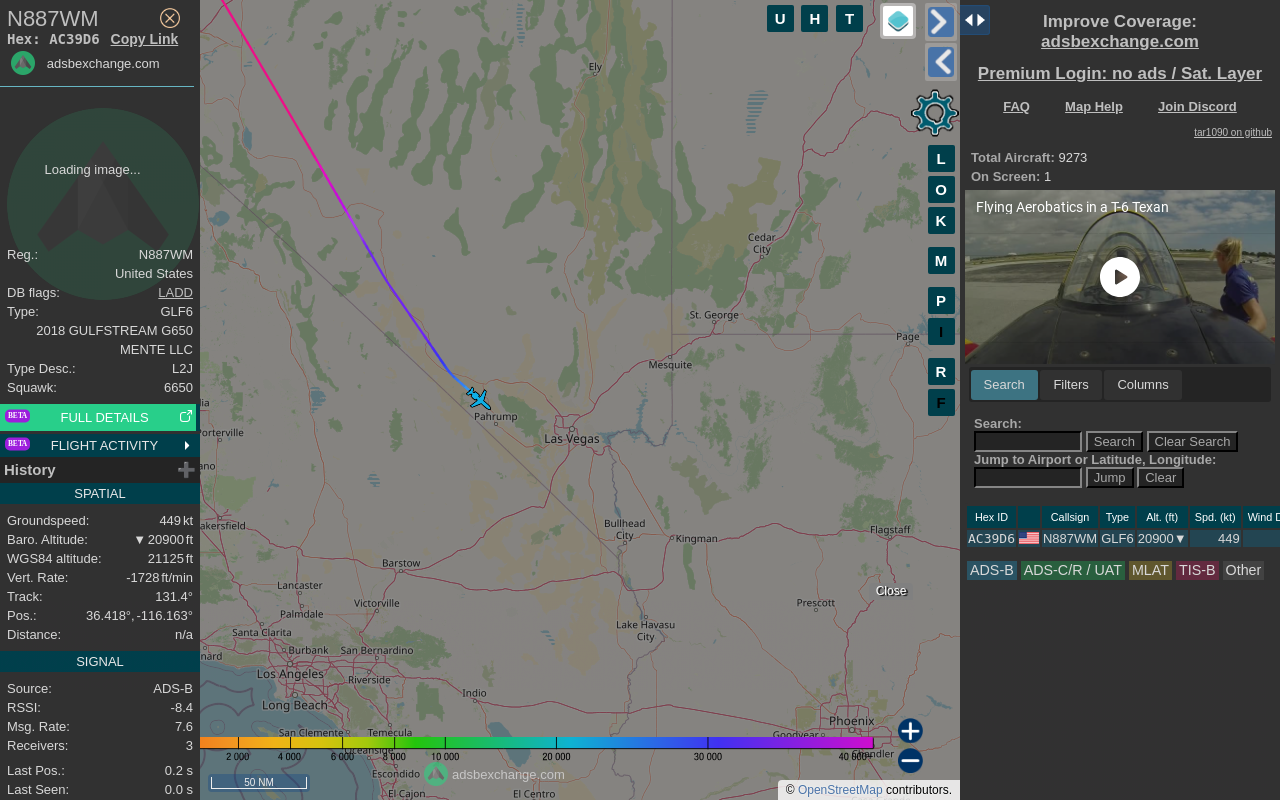 N887WM
Hex: AC39D6 Copy Link
adsbexchange.com
Loading image...
Reg.: N887WM
United States
DB flags: LADD
Type: GLF6
2018 GULFSTREAM G650
MENTE LLC
Type Desc.: L2J
Squawk: 6650
BETA FULL DETAILS
BETA FLIGHT ACTIVITY
History
SPATIAL
Groundspeed: 449 kt
Baro. Altitude: ▼ 20900 ft
WGS84 altitude: 21125 ft
Vert. Rate: -1728 ft/min
Track: 131.4°
Pos.: 36.418°, -116.163°
Distance: n/a
SIGNAL
Source: ADS-B
RSSI: -8.4
Msg. Rate: 7.6
Receivers: 3
Last Pos.: 0.2 s
Last Seen: 0.0 s
U H T
L
O
K
M
P
I
R
F
Ely
Cedar
City
St. George
Page
Mesquite
Pahrump
Las Vegas
lia
Porterville
ano
akersfield
Bullhead
City
Kingman
Flagstaff
Barstow
Lancaster
Palmdale
Victorville
Close
Prescott
Lake Havasu
City
Santa Clarita
nard
Burbank
San Bernardino
Los Angeles
Riverside
Long Beach
Indio
Phoenix
San Clemente
Temecula
Goodyear
Chandler
Oceanside
2 000 4 000 6 000 8 000 10 000 20 000 30 000 40 000+
Escondido
adsbexchange.com
50 NM
El Cajon
El Centro
© OpenStreetMap contributors.
Improve Coverage:
adsbexchange.com
Premium Login: no ads / Sat. Layer
FAQ Map Help Join Discord
tar1090 on github
Total Aircraft: 9273
On Screen: 1
Flying Aerobatics in a T-6 Texan
Search Filters Columns
Search:
Search Clear Search
Jump to Airport or Latitude, Longitude:
Jump Clear
Hex ID Callsign Type Alt. (ft) Spd. (kt) Wind D
AC39D6 N887WM GLF6 20900▼ 449
ADS-B ADS-C/R / UAT MLAT TIS-B Other